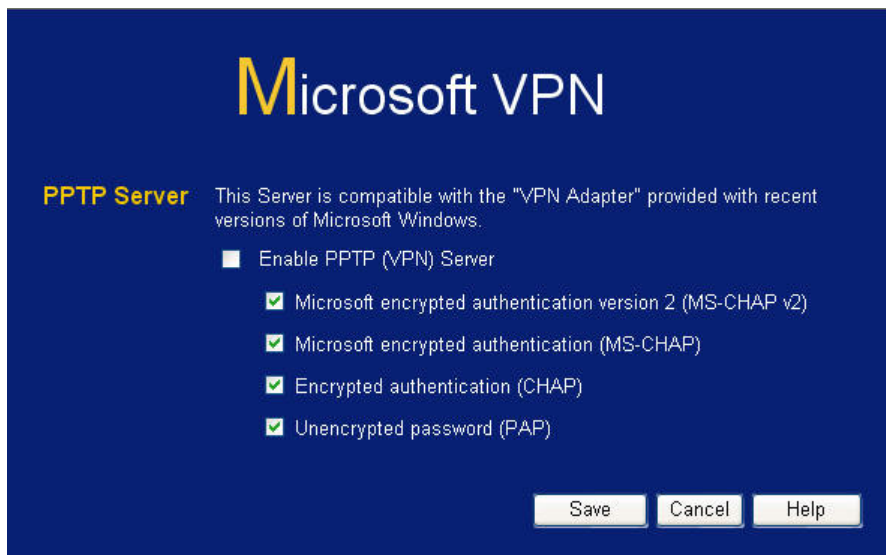 Microsoft VPN
PPTP Server
This Server is compatible with the "VPN Adapter" provided with recent
versions of Microsoft Windows.
Enable PPTP (VPN) Server
Microsoft encrypted authentication version 2 (MS-CHAP v2)
Microsoft encrypted authentication (MS-CHAP)
Encrypted authentication (CHAP)
Unencrypted password (PAP)
Save
Cancel
Help